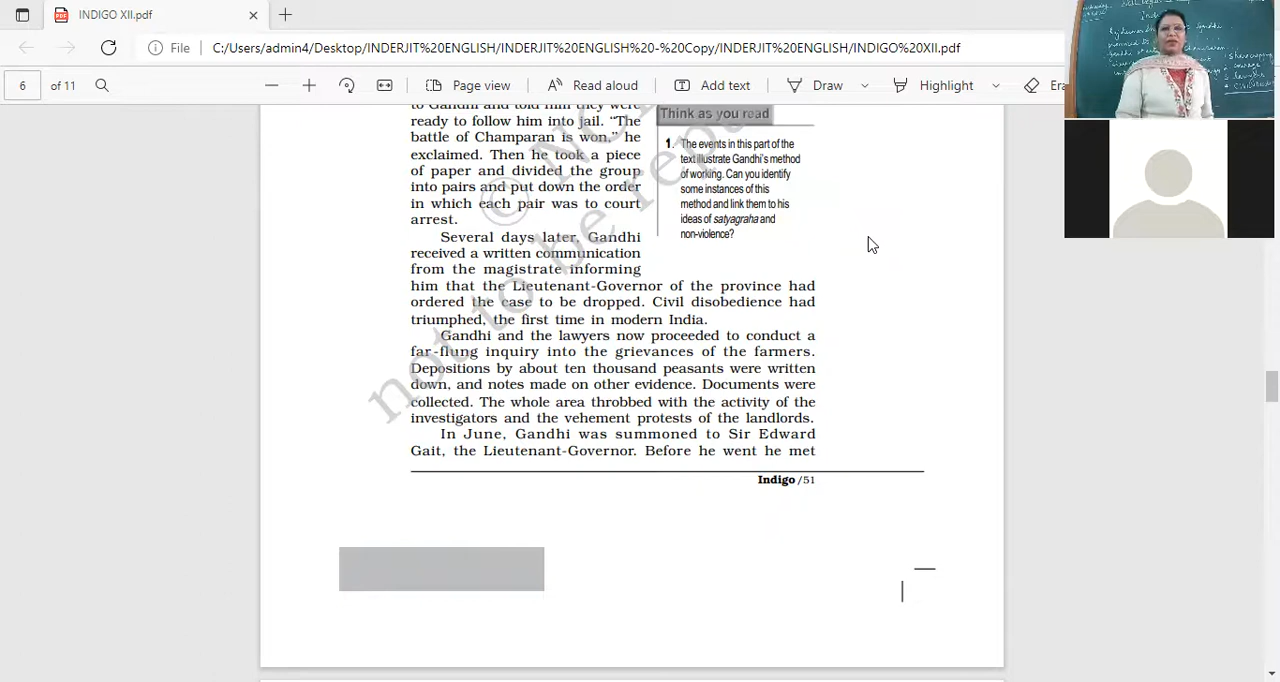 INDIGO XII.pdf
File
C:/Users/admin4/Desktop/INDERJIT%20ENGLISH/INDERJIT%20ENGLISH%20-%20Copy/INDERJIT%20ENGLISH/INDIGO%20XII.pdf
6 of 11
Page view
Read aloud
Add text
Draw
Highlight
Era
to Gandhi and told him they were
ready to follow him into jail. “The
battle of Champaran is won,” he
exclaimed. Then he took a piece
of paper and divided the group
into pairs and put down the order
in which each pair was to court
arrest.
Several days later, Gandhi
received a written communication
from the magistrate informing
him that the Lieutenant-Governor of the province had
ordered the case to be dropped. Civil disobedience had
triumphed, the first time in modern India.
Gandhi and the lawyers now proceeded to conduct a
far-flung inquiry into the grievances of the farmers.
Depositions by about ten thousand peasants were written
down, and notes made on other evidence. Documents were
collected. The whole area throbbed with the activity of the
investigators and the vehement protests of the landlords.
In June, Gandhi was summoned to Sir Edward
Gait, the Lieutenant-Governor. Before he went he met
Think as you read
1. The events in this part of the
text illustrate Gandhi's method
of working. Can you identify
some instances of this
method and link them to his
ideas of satyagraha and
non-violence?
Indigo /51
not to be repu